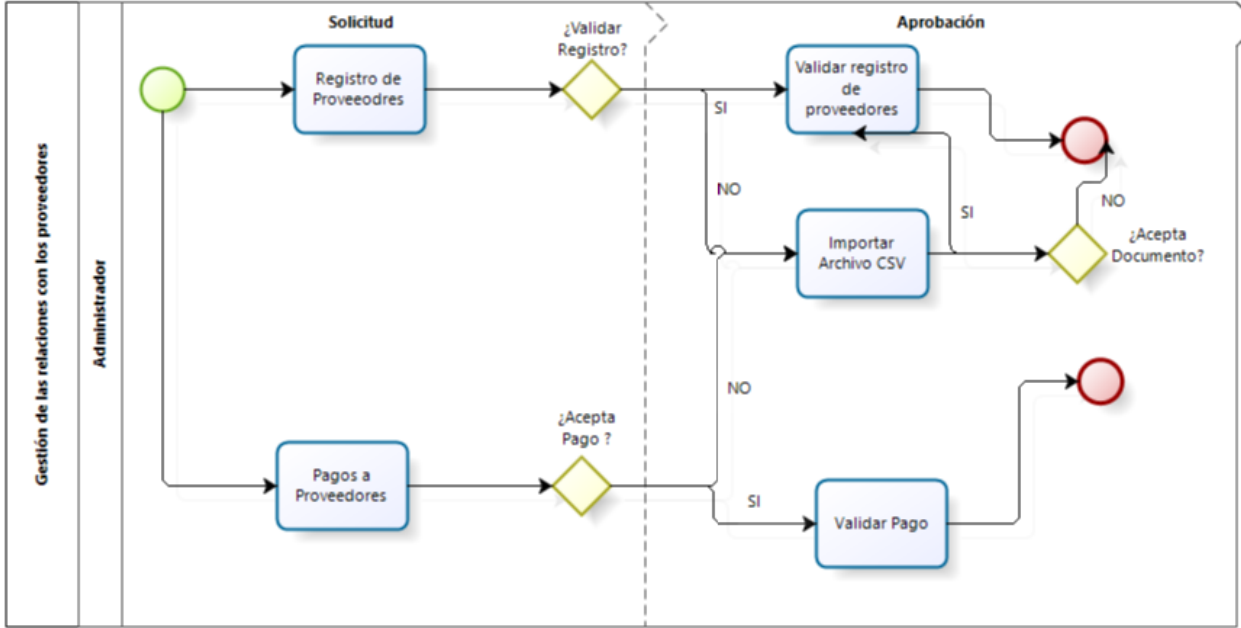 Gestión de las relaciones con los proveedores
Administrador
Solicitud
Aprobación
Registro de
Proveeodres
¿Validar
Registro?
SI
NO
Validar registro
de
proveedores
Importar
Archivo CSV
SI
NO
¿Acepta
Documento?
Pagos a
Proveedores
¿Acepta
Pago ?
NO
SI
Validar Pago